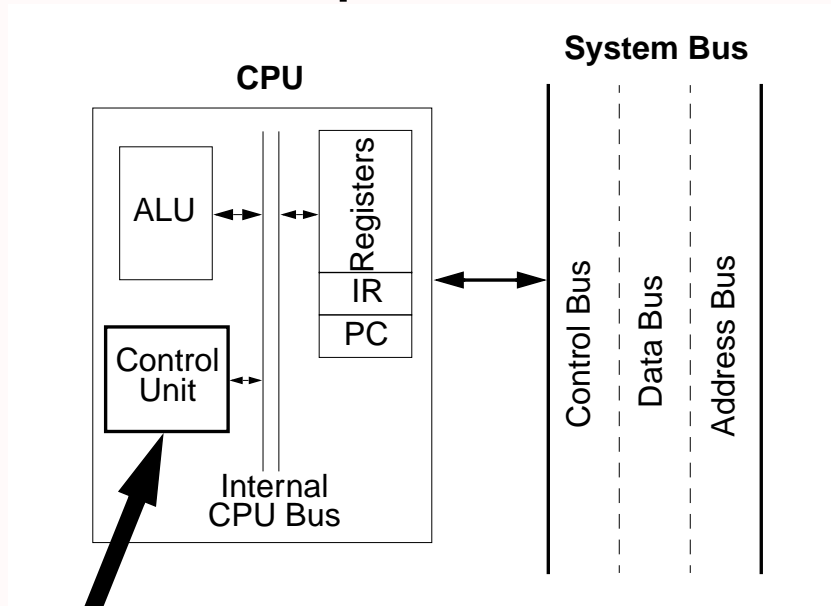 System Bus
CPU
ALU
Registers
IR
PC
Control
Unit
Internal
CPU Bus
Control Bus
Data Bus
Address Bus